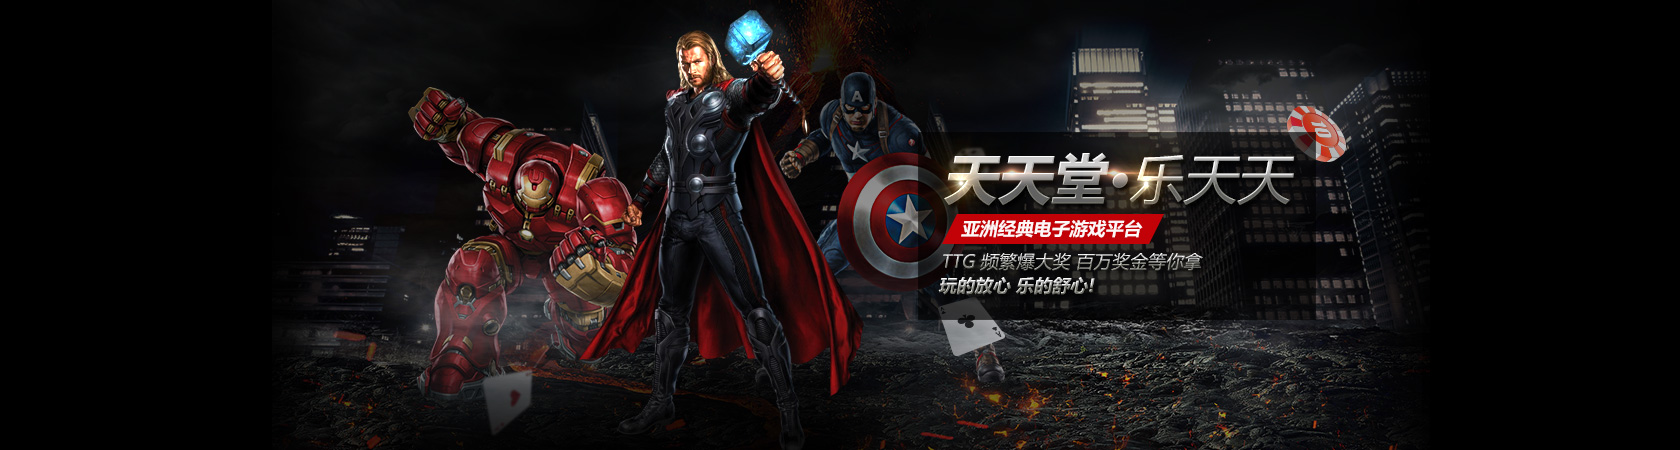 天天堂·乐天天
亚洲经典电子游戏平台
TTG 频繁爆大奖 百万奖金等你拿
玩的放心 乐的舒心!
10
A
A